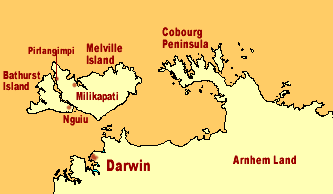 Cobourg
Peninsula
Pirlangimpi
Melville
Island
Bathurst
Island
Milikapati
Nguiu
Darwin
Arnhem Land